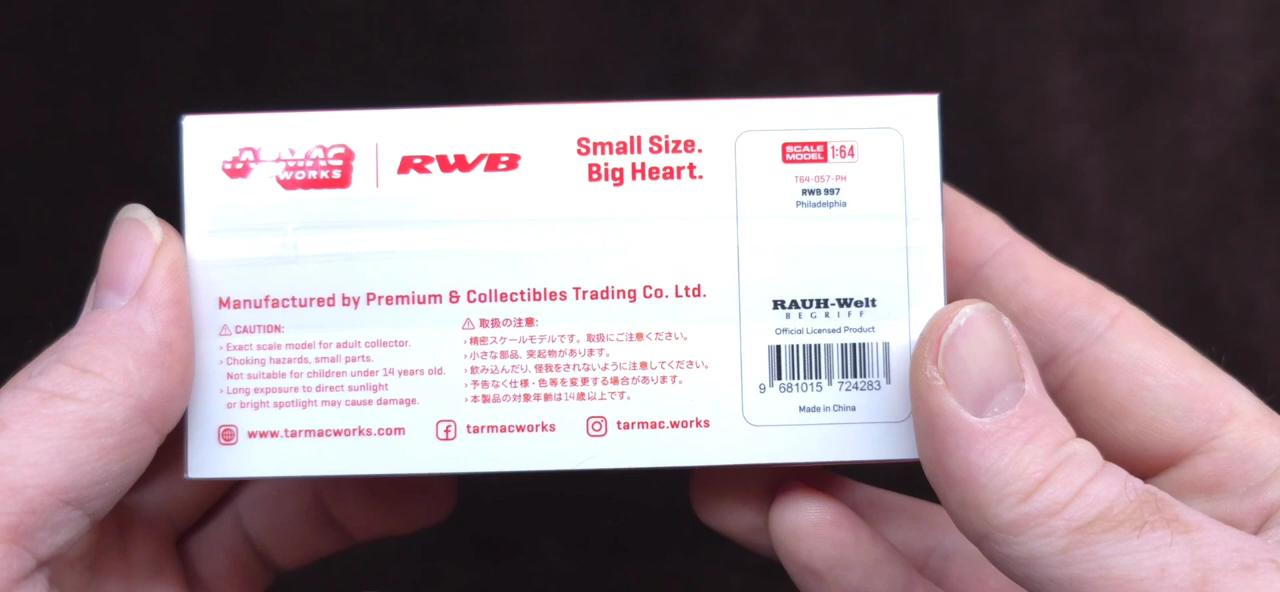 TARMAC
WORKS
RWB
Small Size.
Big Heart.
SCALE
MODEL 1:64
T64-057-PH
RWB 997
Philadelphia
Manufactured by Premium & Collectibles Trading Co. Ltd.
⚠ CAUTION:
› Exact scale model for adult collector.
› Choking hazards, small parts.
Not suitable for children under 14 years old.
› Long exposure to direct sunlight
or bright spotlight may cause damage.
⚠ 取扱の注意:
› 精密スケールモデルです。取扱にご注意ください。
› 小さな部品、突起物があります。
› 飲み込んだり、怪我をされないように注意してください。
› 予告なく仕様・色等を変更する場合があります。
› 本製品の対象年齢は14歳以上です。
www.tarmacworks.com
tarmacworks
tarmac.works
RAUH-Welt
BEGRIFF
Official Licensed Product
9 681015 724283
Made in China